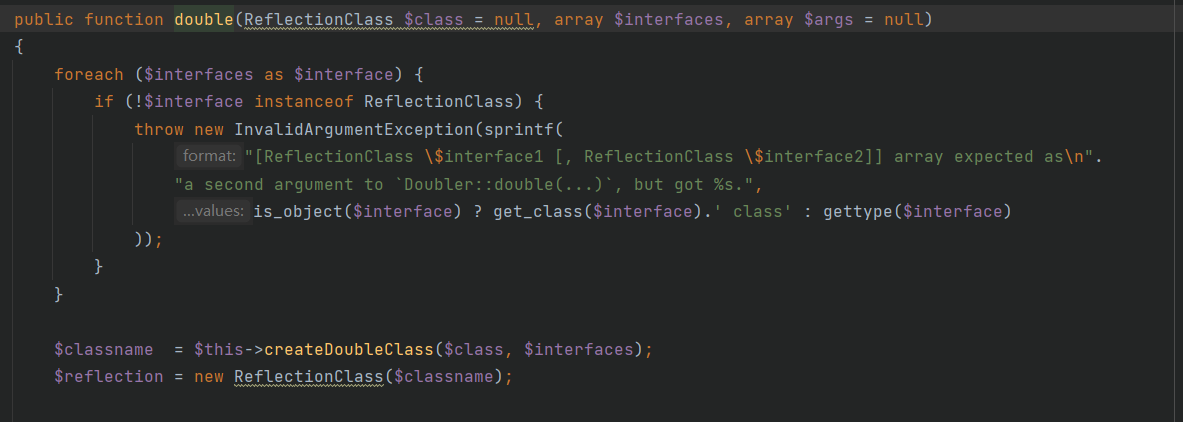 public function double(ReflectionClass $class = null, array $interfaces, array $args = null)
{
    foreach ($interfaces as $interface) {
        if (!$interface instanceof ReflectionClass) {
            throw new InvalidArgumentException(sprintf(
                format: "[ReflectionClass \$interface1 [, ReflectionClass \$interface2]] array expected as\n".
                "a second argument to `Doubler::double(...)`, but got %s.",
                ...values: is_object($interface) ? get_class($interface).' class' : gettype($interface)
            ));
        }
    }
    $classname  = $this->createDoubleClass($class, $interfaces);
    $reflection = new ReflectionClass($classname);